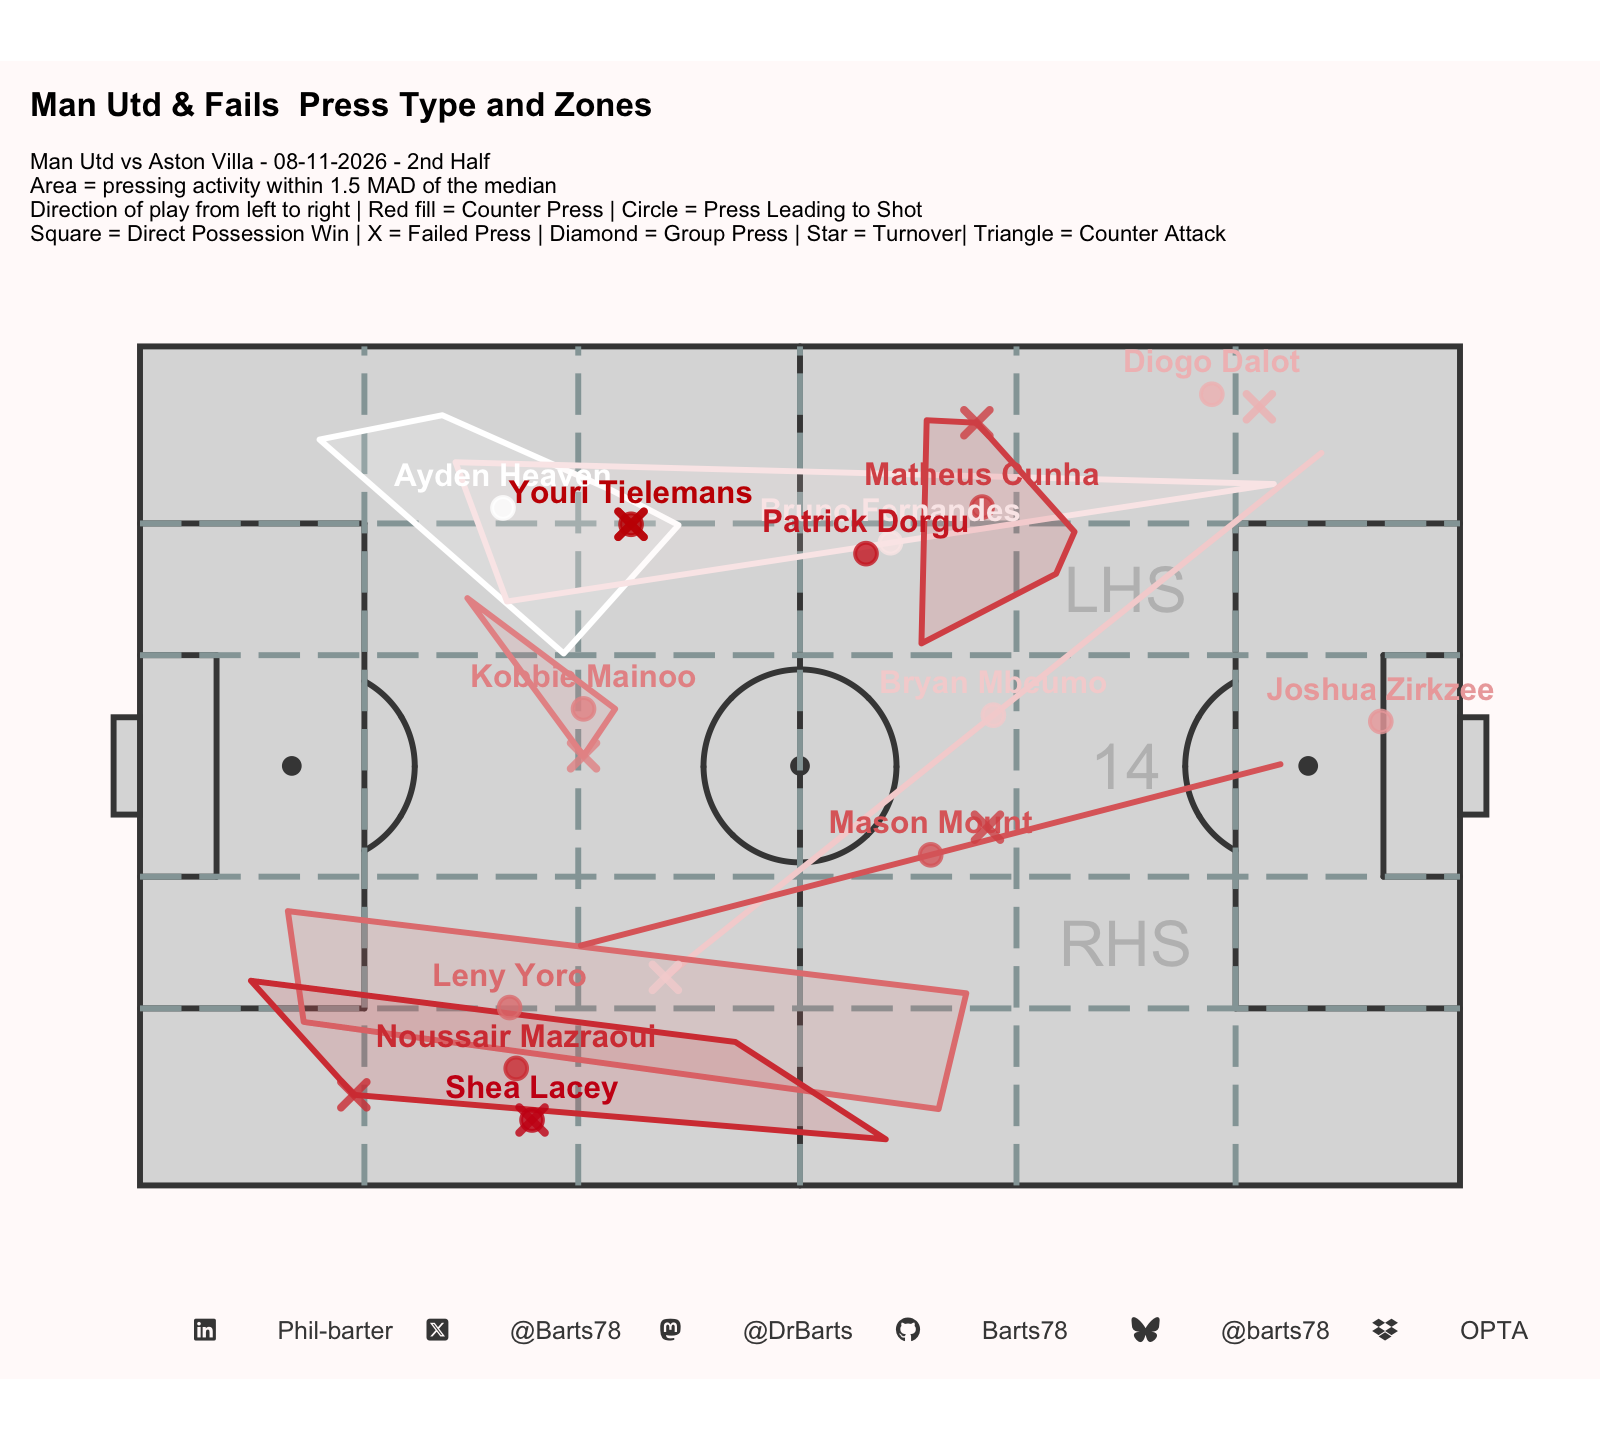 Man Utd & Fails  Press Type and Zones
Man Utd vs Aston Villa - 08-11-2026 - 2nd Half
Area = pressing activity within 1.5 MAD of the median
Direction of play from left to right | Red fill = Counter Press | Circle = Press Leading to Shot
Square = Direct Possession Win | X = Failed Press | Diamond = Group Press | Star = Turnover| Triangle = Counter Attack
Diogo Dalot
Ayden Heaven
Matheus Cunha
Youri Tielemans
Bruno Fernandes
Patrick Dorgu
LHS
Kobbie Mainoo
Bryan Mbeumo
Joshua Zirkzee
14
Mason Mount
RHS
Leny Yoro
Noussair Mazraoui
Shea Lacey
Phil-barter
@Barts78
@DrBarts
Barts78
@barts78
OPTA